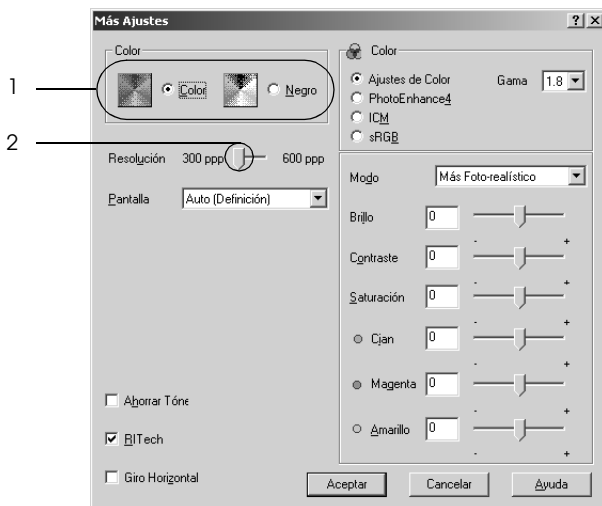 Más Ajustes
Color
1
Color
Negro
2
Resolución 300 ppp 600 ppp
Pantalla Auto (Definición)
Ahorrar Tóne
RITech
Giro Horizontal
Color
Ajustes de Color
Gama 1.8
PhotoEnhance4
ICM
sRGB
Modo Más Foto-realístico
Brillo 0
- +
Contraste 0
- +
Saturación 0
- +
Cian 0
- +
Magenta 0
- +
Amarillo 0
- +
Aceptar Cancelar Ayuda